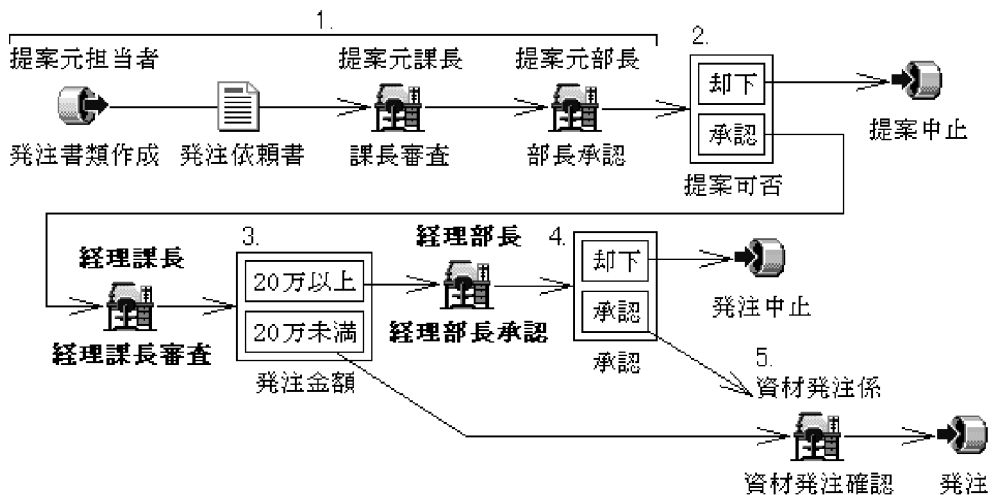 1.
提案元担当者
発注書類作成
発注依頼書
提案元課長
課長審査
提案元部長
部長承認
2.
却下
承認
提案可否
提案中止
経理課長
経理課長審査
3.
20万以上
20万未満
発注金額
経理部長
経理部長承認
4.
却下
承認
承認
発注中止
5.
資材発注係
資材発注確認
発注